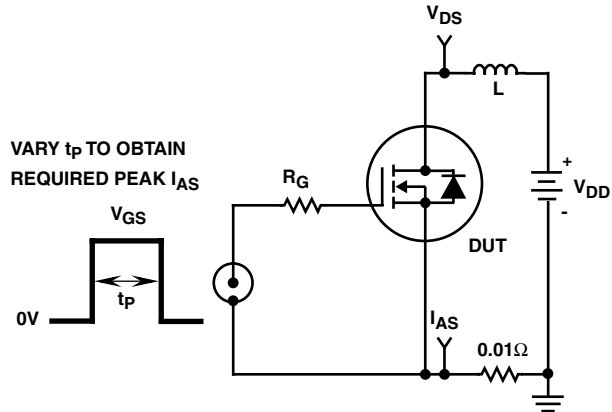 VDS
L
VARY tP TO OBTAIN
REQUIRED PEAK IAS
RG
+
VDD
-
VGS
DUT
tP
0V
IAS
0.01Ω